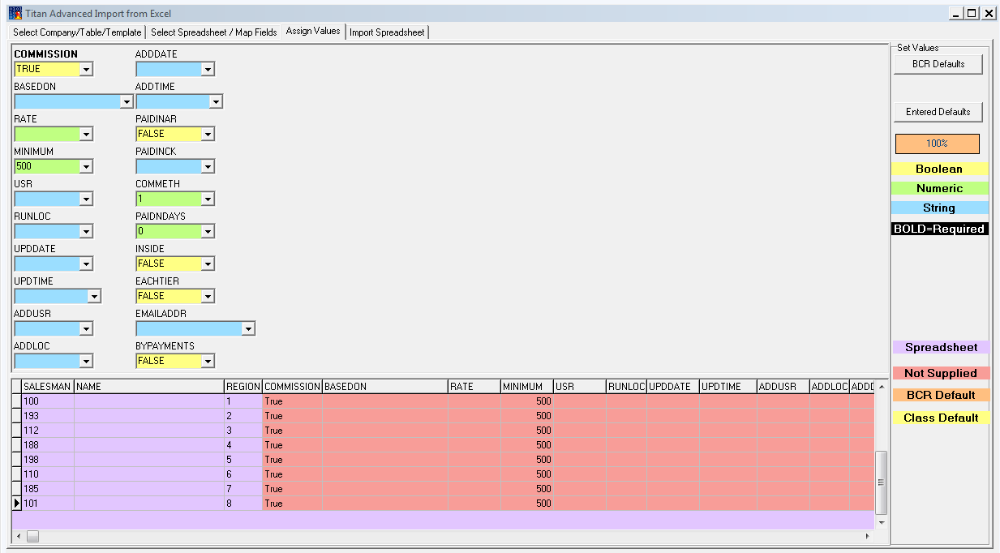 Titan Advanced Import from Excel
Select Company/Table/Template Select Spreadsheet / Map Fields Assign Values Import Spreadsheet
COMMISSION ADDDATE
TRUE
BASEDON ADDTIME
RATE PAIDINAR
FALSE
MINIMUM PAIDINCK
500
USR COMMETH
1
RUNLOC PAIDNDAYS
0
UPDDATE INSIDE
FALSE
UPDTIME EACHTIER
FALSE
ADDUSR EMAILADDR
ADDLOC BYPAYMENTS
FALSE
Set Values
BCR Defaults
Entered Defaults
100%
Boolean
Numeric
String
BOLD=Required
Spreadsheet
Not Supplied
BCR Default
Class Default
SALESMAN NAME REGION COMMISSION BASEDON RATE MINIMUM USR RUNLOC UPDDATE UPDTIME ADDUSR ADDLOC ADDD
100 1 True 500
193 2 True 500
112 3 True 500
188 4 True 500
198 5 True 500
110 6 True 500
185 7 True 500
101 8 True 500